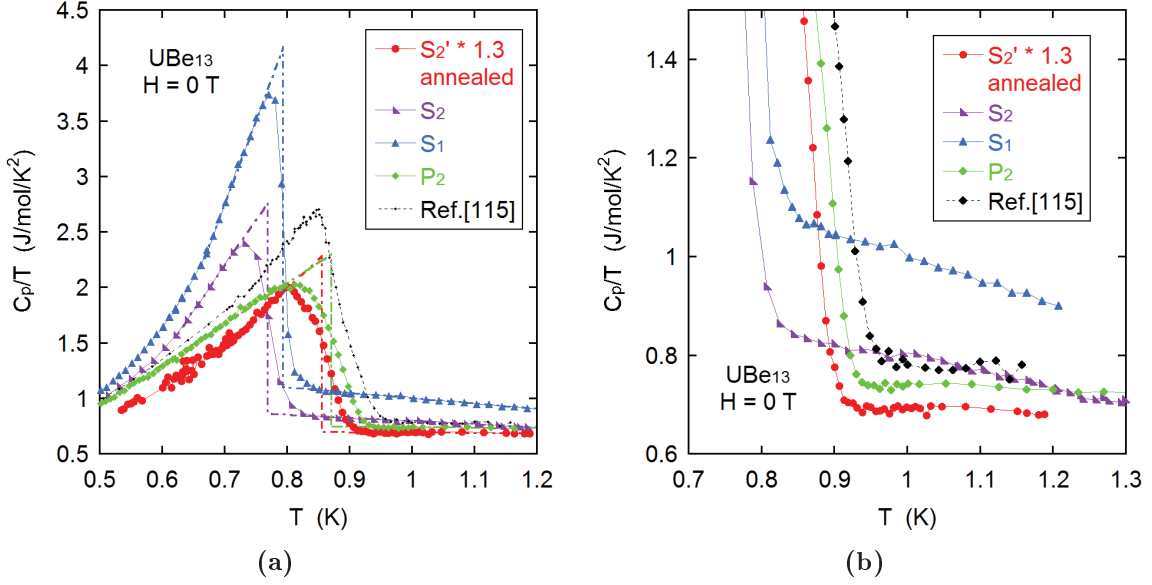 4.5
4
3.5
3
2.5
2
1.5
1
0.5
Cp/T (J/mol/K²)
UBe₁₃
H = 0 T
S₂' * 1.3
annealed
S₂
S₁
P₂
Ref.[115]
0.5 0.6 0.7 0.8 0.9 1 1.1 1.2
T (K)
(a)
1.4
1.2
1
0.8
0.6
Cp/T (J/mol/K²)
S₂' * 1.3
annealed
S₂
S₁
P₂
Ref.[115]
UBe₁₃
H = 0 T
0.7 0.8 0.9 1 1.1 1.2 1.3
T (K)
(b)